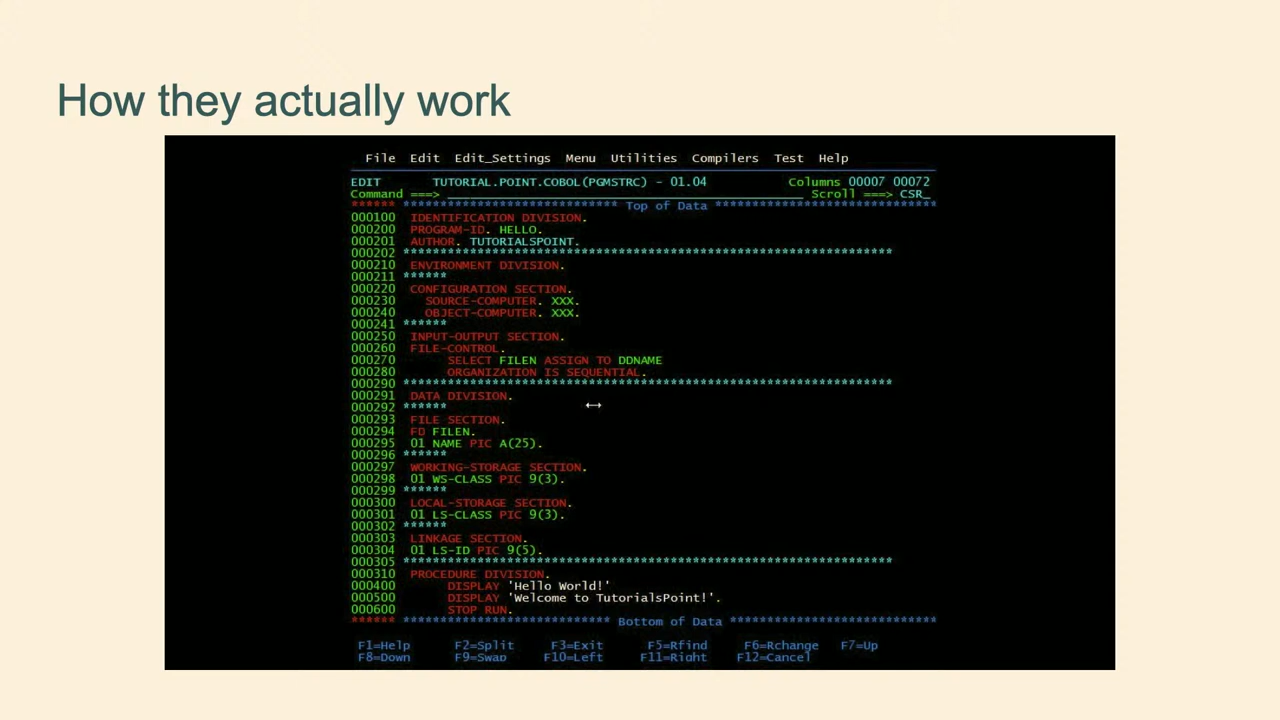 How they actually work
File Edit Edit_Settings Menu Utilities Compilers Test Help
EDIT TUTORIAL.POINT.COBOL(PGMSTRC) - 01.04 Columns 00007 00072
Command ===> Scroll ===> CSR_
****** **************************** Top of Data ******************************
000100 IDENTIFICATION DIVISION.
000200 PROGRAM-ID. HELLO.
000201 AUTHOR. TUTORIALSPOINT.
000202 ******************************************************************
000210 ENVIRONMENT DIVISION.
000211 ******
000220 CONFIGURATION SECTION.
000230 SOURCE-COMPUTER. XXX.
000240 OBJECT-COMPUTER. XXX.
000241 ******
000250 INPUT-OUTPUT SECTION.
000260 FILE-CONTROL.
000270 SELECT FILEN ASSIGN TO DDNAME
000280 ORGANIZATION IS SEQUENTIAL.
000290 ******************************************************************
000291 DATA DIVISION.
000292 ******
000293 FILE SECTION.
000294 FD FILEN.
000295 01 NAME PIC A(25).
000296 ******
000297 WORKING-STORAGE SECTION.
000298 01 WS-CLASS PIC 9(3).
000299 ******
000300 LOCAL-STORAGE SECTION.
000301 01 LS-CLASS PIC 9(3).
000302 ******
000303 LINKAGE SECTION.
000304 01 LS-ID PIC 9(5).
000305 ******************************************************************
000310 PROCEDURE DIVISION.
000400 DISPLAY 'Hello World!'
000500 DISPLAY 'Welcome to TutorialsPoint!'.
000600 STOP RUN.
****** **************************** Bottom of Data ****************************
F1=Help F2=Split F3=Exit F5=Rfind F6=Rchange F7=Up
F8=Down F9=Swap F10=Left F11=Right F12=Cancel